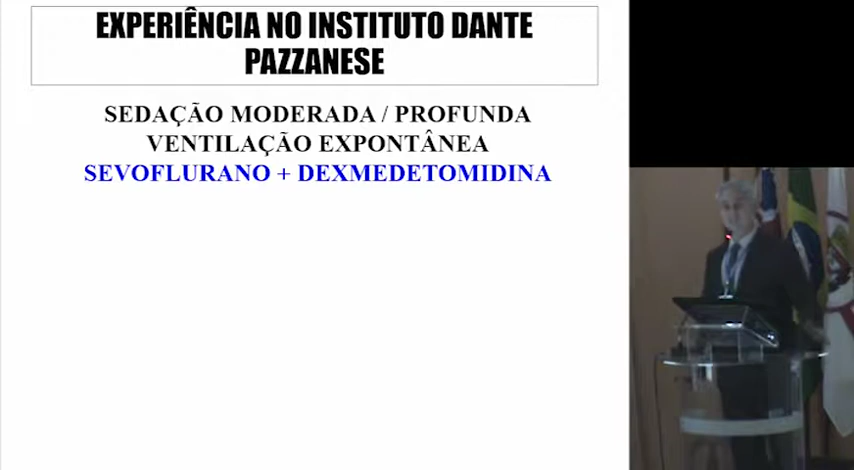 EXPERIÊNCIA NO INSTITUTO DANTE
PAZZANESE
SEDAÇÃO MODERADA / PROFUNDA
VENTILAÇÃO EXPONTÂNEA
SEVOFLURANO + DEXMEDETOMIDINA